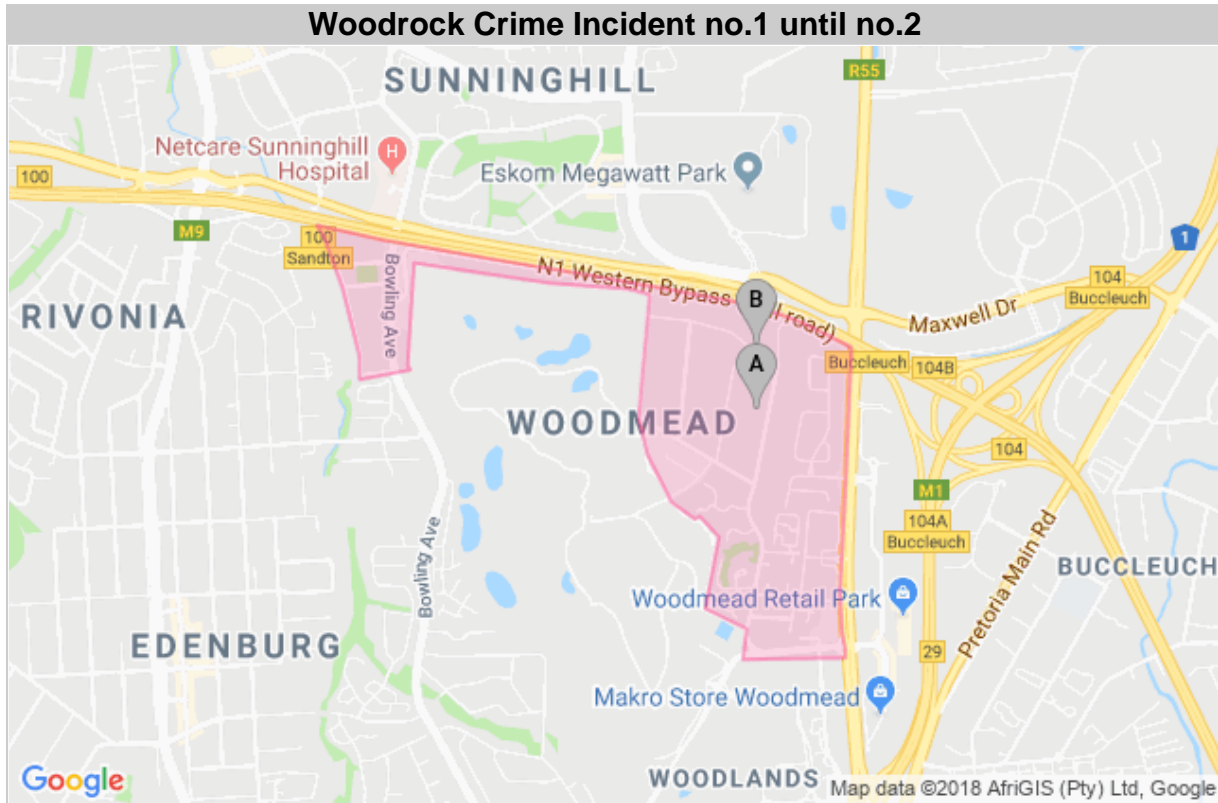 Woodrock Crime Incident no.1 until no.2
SUNNINGHILL
R55
Netcare Sunninghill
Hospital
H
Eskom Megawatt Park
100
M9
100
Sandton
Bowling Ave
N1 Western Bypass
road)
B
A
1
104
Buccleuch
Maxwell Dr
RIVONIA
Buccleuch
104B
WOODMEAD
104
M1
104A
Buccleuch
Bowling Ave
Pretoria Main Rd
BUCCLEUCH
Woodmead Retail Park
EDENBURG
29
Makro Store Woodmead
WOODLANDS
Google
Map data ©2018 AfriGIS (Pty) Ltd, Google